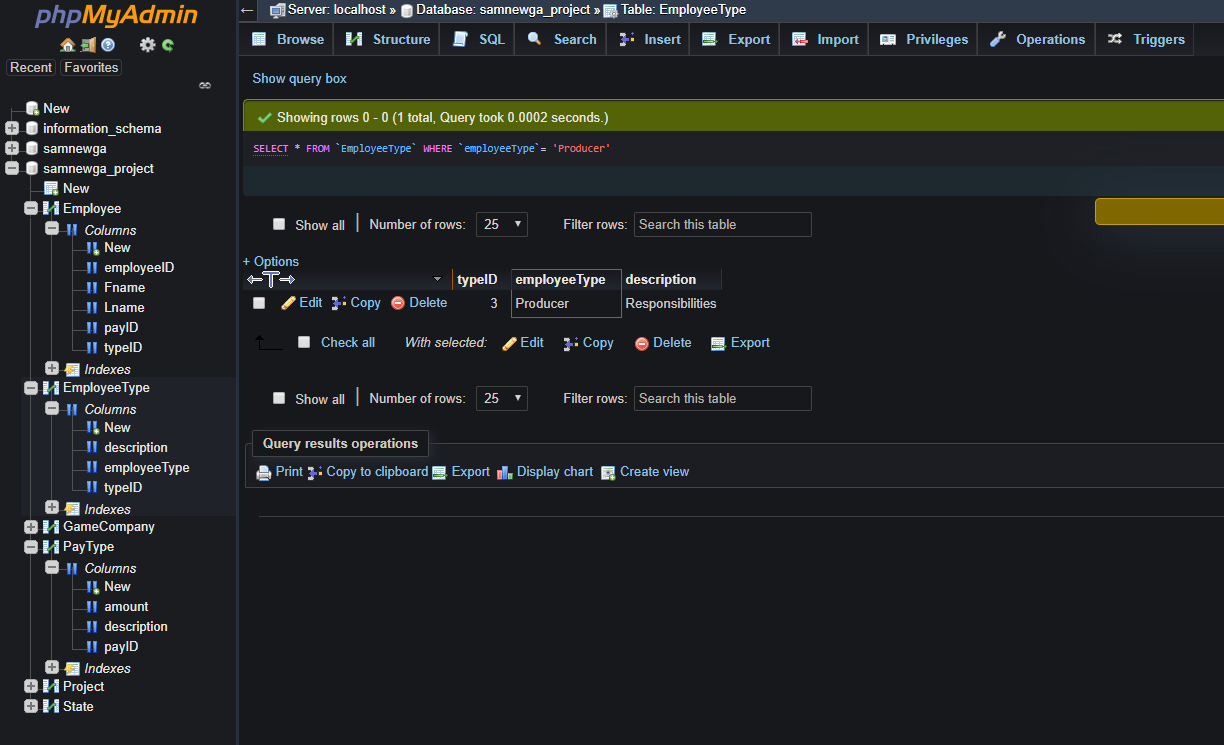 phpMyAdmin
Recent Favorites
New
information_schema
samnewga
samnewga_project
New
Employee
Columns
New
employeeID
Fname
Lname
payID
typeID
Indexes
EmployeeType
Columns
New
description
employeeType
typeID
Indexes
GameCompany
PayType
Columns
New
amount
description
payID
Indexes
Project
State
Server: localhost » Database: samnewga_project » Table: EmployeeType
Browse Structure SQL Search Insert Export Import Privileges Operations Triggers
Show query box
Showing rows 0 - 0 (1 total, Query took 0.0002 seconds.)
SELECT * FROM `EmployeeType` WHERE `employeeType`= 'Producer'
Show all Number of rows: 25 Filter rows: Search this table
+ Options
typeID employeeType description
Edit Copy Delete 3 Producer Responsibilities
Check all With selected: Edit Copy Delete Export
Show all Number of rows: 25 Filter rows: Search this table
Query results operations
Print Copy to clipboard Export Display chart Create view